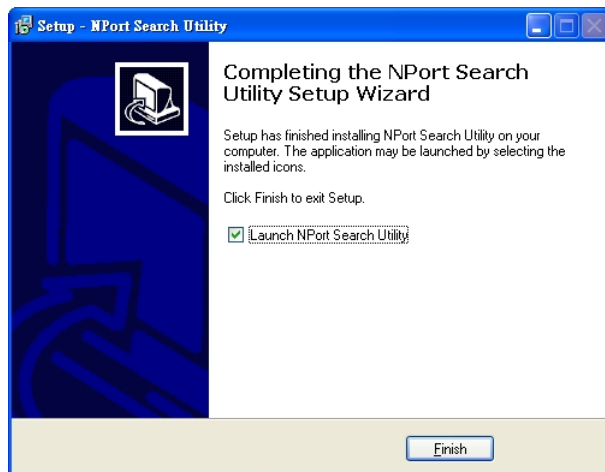 Setup - NPort Search Utility
Completing the NPort Search
Utility Setup Wizard
Setup has finished installing NPort Search Utility on your
computer. The application may be launched by selecting the
installed icons.
Click Finish to exit Setup.
Launch NPort Search Utility
Finish